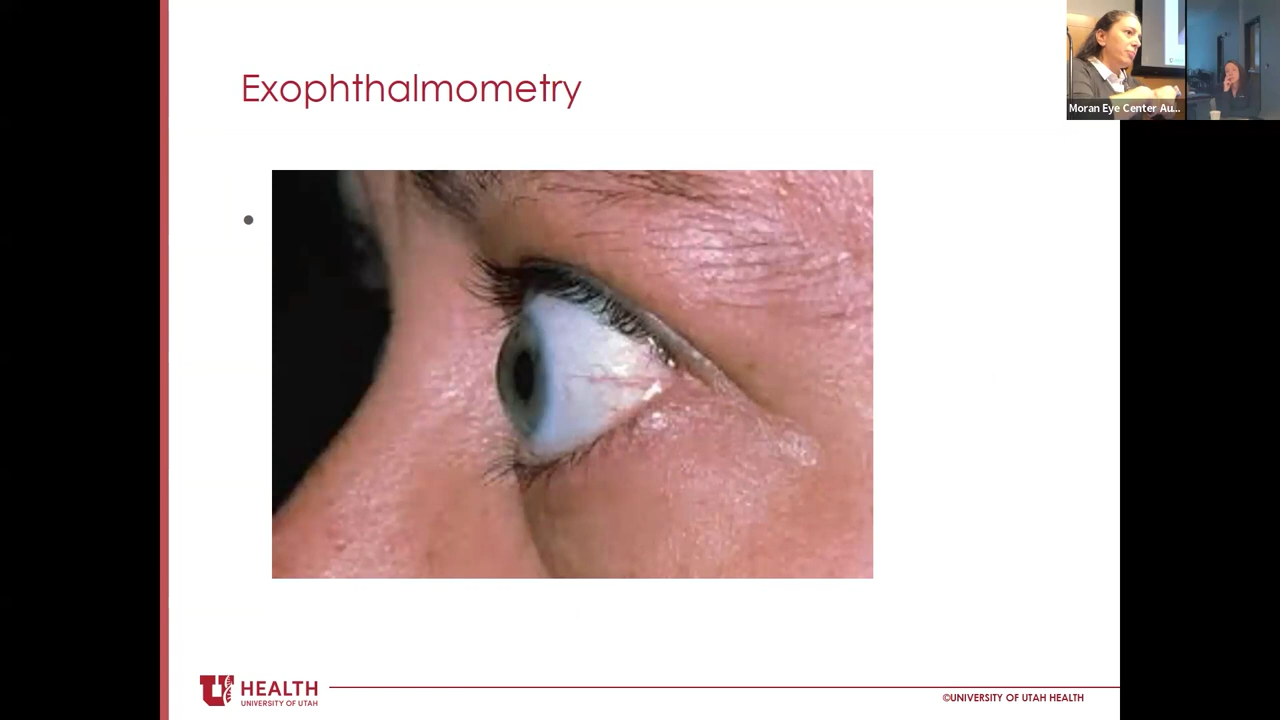 Exophthalmometry
Moran Eye Center Au...
U HEALTH
UNIVERSITY OF UTAH
©UNIVERSITY OF UTAH HEALTH